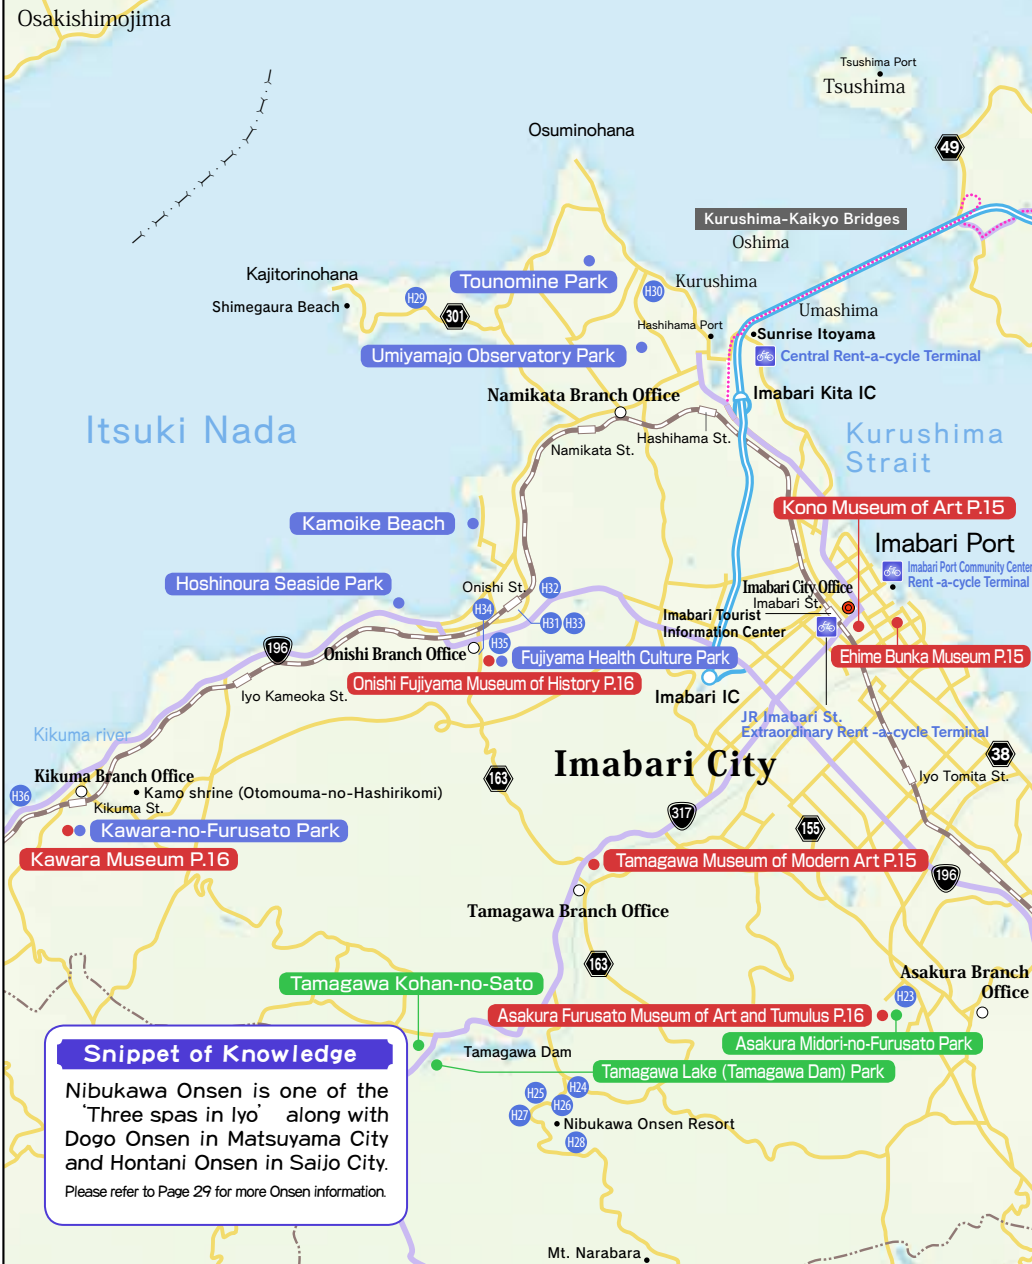 Osakishimojima
Tsushima Port
Tsushima
Osuminohana
49
Kurushima-Kaikyo Bridges
Oshima
Kajitorinohana
Tounomine Park
Kurushima
H29
H30
Shimegaura Beach
301
Umashima
Hashihama Port
Sunrise Itoyama
Umiyamajo Observatory Park
Central Rent-a-cycle Terminal
Namikata Branch Office
Imabari Kita IC
Itsuki Nada
Hashihama St.
Namikata St.
Kurushima
Strait
Kono Museum of Art P.15
Kamoike Beach
Imabari Port
Imabari Port Community Center
Rent -a-cycle Terminal
Hoshinoura Seaside Park
Onishi St.
H32
Imabari City Office
Imabari St.
H34
H31
H33
Imabari Tourist
Information Center
196
Onishi Branch Office
H35
Fujiyama Health Culture Park
Ehime Bunka Museum P.15
Onishi Fujiyama Museum of History P.16
Iyo Kameoka St.
Imabari IC
JR Imabari St.
Extraordinary Rent -a-cycle Terminal
Kikuma river
Imabari City
38
Kikuma Branch Office
163
Iyo Tomita St.
H36
Kamo shrine (Otomouma-no-Hashirikomi)
Kikuma St.
317
155
Kawara-no-Furusato Park
Kawara Museum P.16
Tamagawa Museum of Modern Art P.15
196
Tamagawa Branch Office
163
Asakura Branch
Office
Tamagawa Kohan-no-Sato
H23
Asakura Furusato Museum of Art and Tumulus P.16
Asakura Midori-no-Furusato Park
Snippet of Knowledge
Tamagawa Dam
Tamagawa Lake (Tamagawa Dam) Park
Nibukawa Onsen is one of the
'Three spas in Iyo' along with
Dogo Onsen in Matsuyama City
and Hontani Onsen in Saijo City.
Please refer to Page 29 for more Onsen information.
H25
H24
H26
H27
Nibukawa Onsen Resort
H28
Mt. Narabara